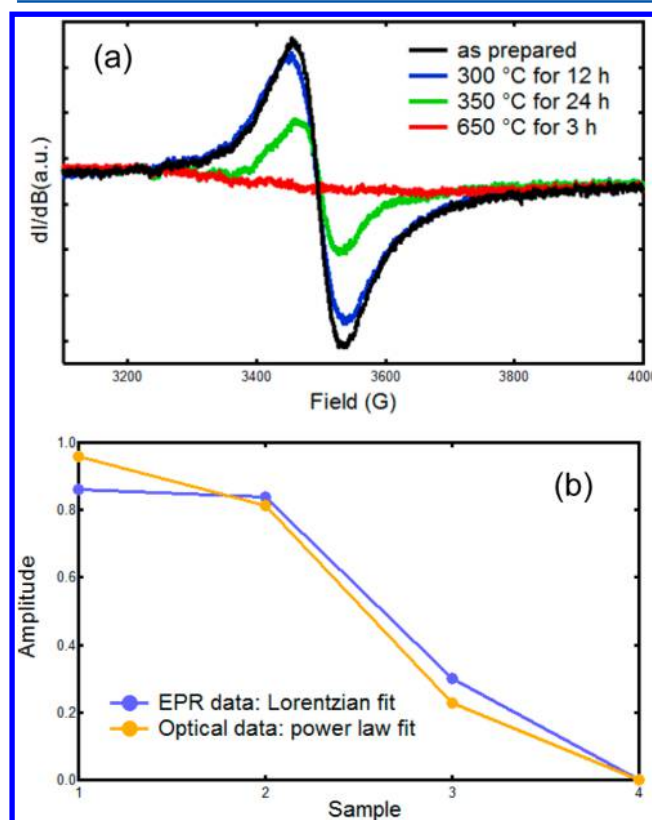 (a)
as prepared
300 °C for 12 h
350 °C for 24 h
650 °C for 3 h
dI/dB(a.u.)
3200 3400 3600 3800 4000
Field (G)
(b)
1.0
0.8
0.6
0.4
0.2
0.0
Amplitude
EPR data: Lorentzian fit
Optical data: power law fit
1 2 3 4
Sample